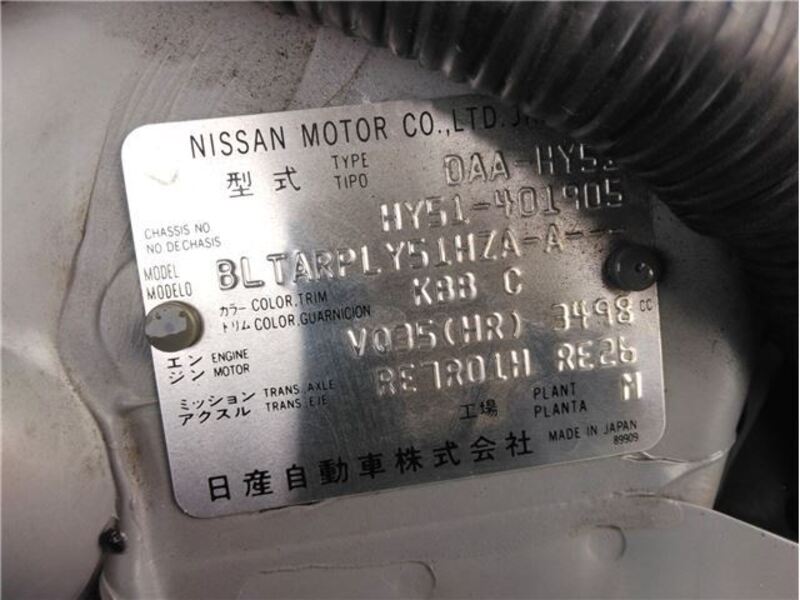 NISSAN MOTOR CO.,LTD.
型式 TYPE TIPO DAA-HY51
CHASSIS NO NO DE CHASIS HY51-401905
MODEL MODELO BLTARPLY51HZA-A---
カラー COLOR,TRIM トリム COLOR,GUARNICION K88 C
エンジン ENGINE MOTOR VQ35(HR) 3498 cc
ミッション TRANS.,AXLE アクスル TRANS.,EJE RE7R01H RE26
工場 PLANT PLANTA M
日産自動車株式会社 MADE IN JAPAN
89909